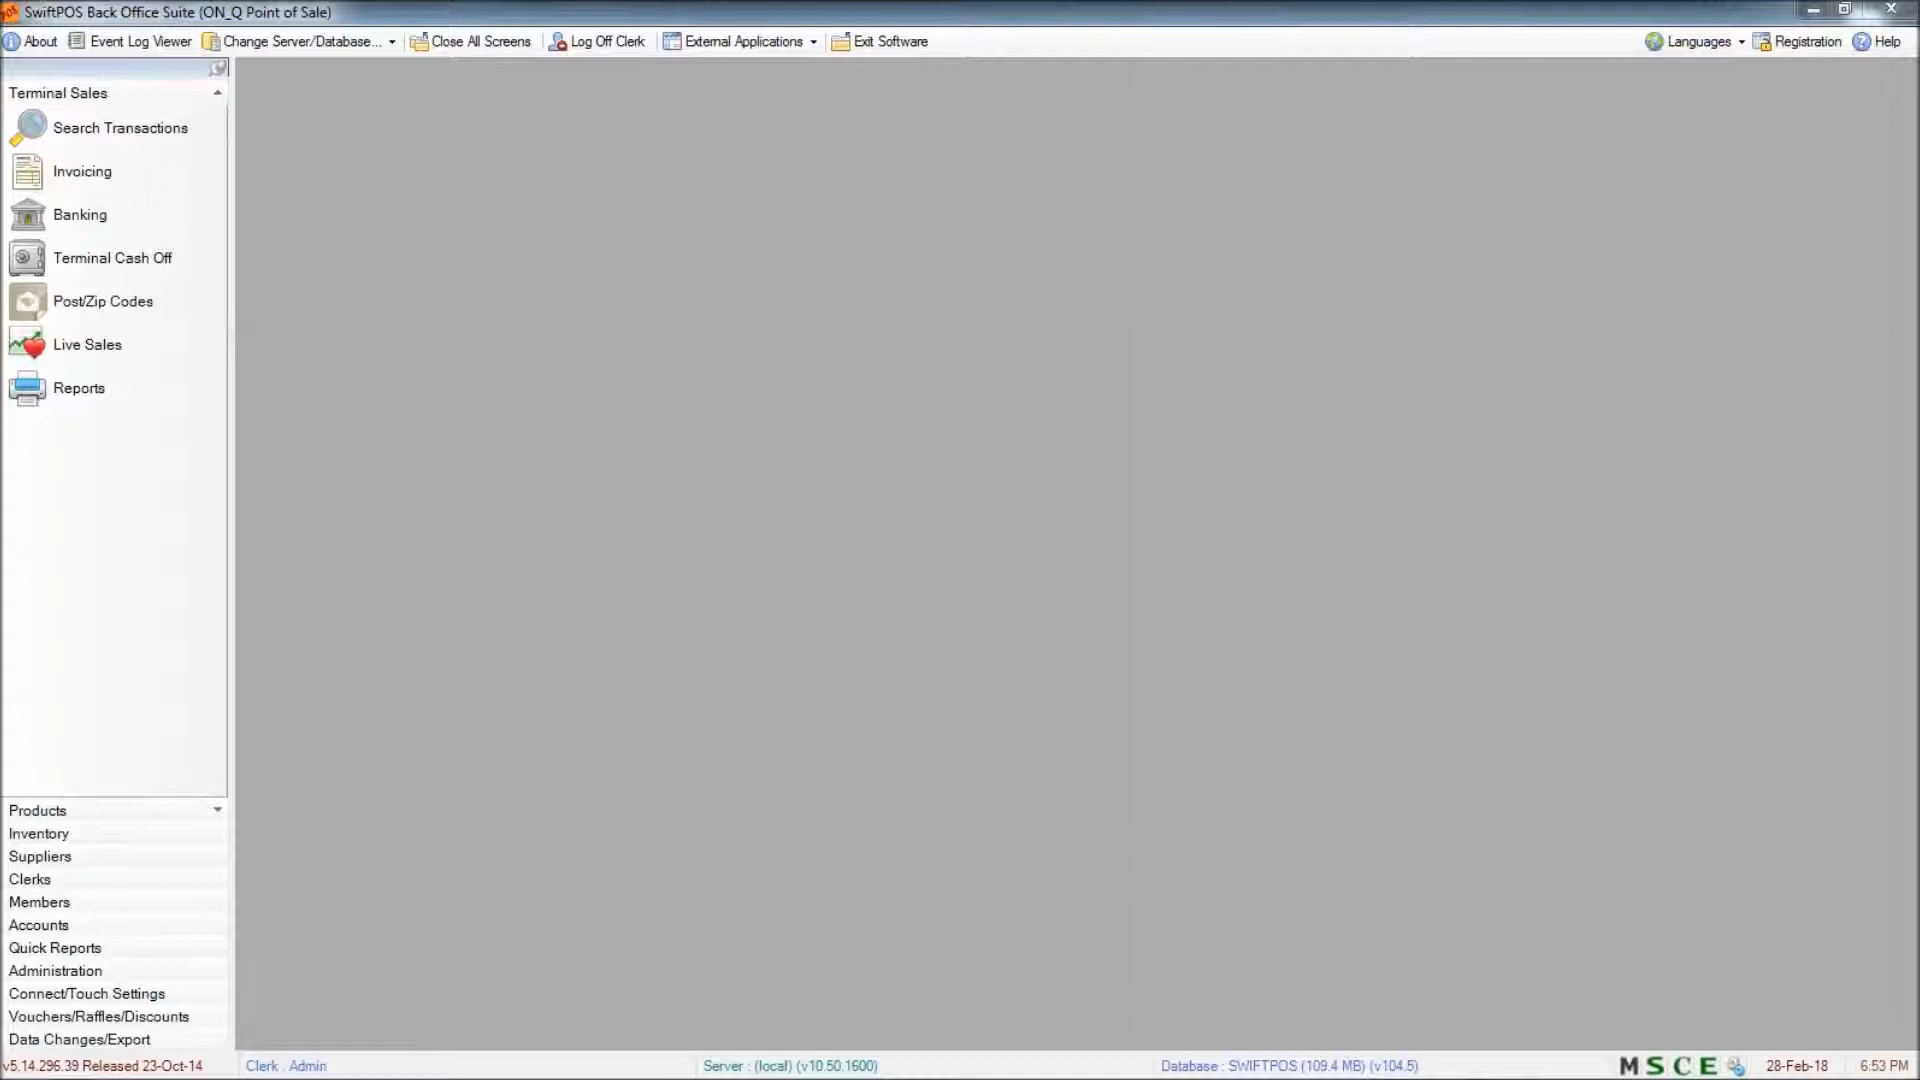 SwiftPOS Back Office Suite (ON_Q Point of Sale)
About Event Log Viewer Change Server/Database... Close All Screens Log Off Clerk External Applications Exit Software Languages Registration Help
Terminal Sales
Search Transactions
Invoicing
Banking
Terminal Cash Off
Post/Zip Codes
Live Sales
Reports
Products
Inventory
Suppliers
Clerks
Members
Accounts
Quick Reports
Administration
Connect/Touch Settings
Vouchers/Raffles/Discounts
Data Changes/Export
v5.14.296.39 Released 23-Oct-14 Clerk : Admin Server : (local) (v10.50.1600) Database : SWIFTPOS (109.4 MB) (v104.5) M S C E 28-Feb-18 6:53 PM